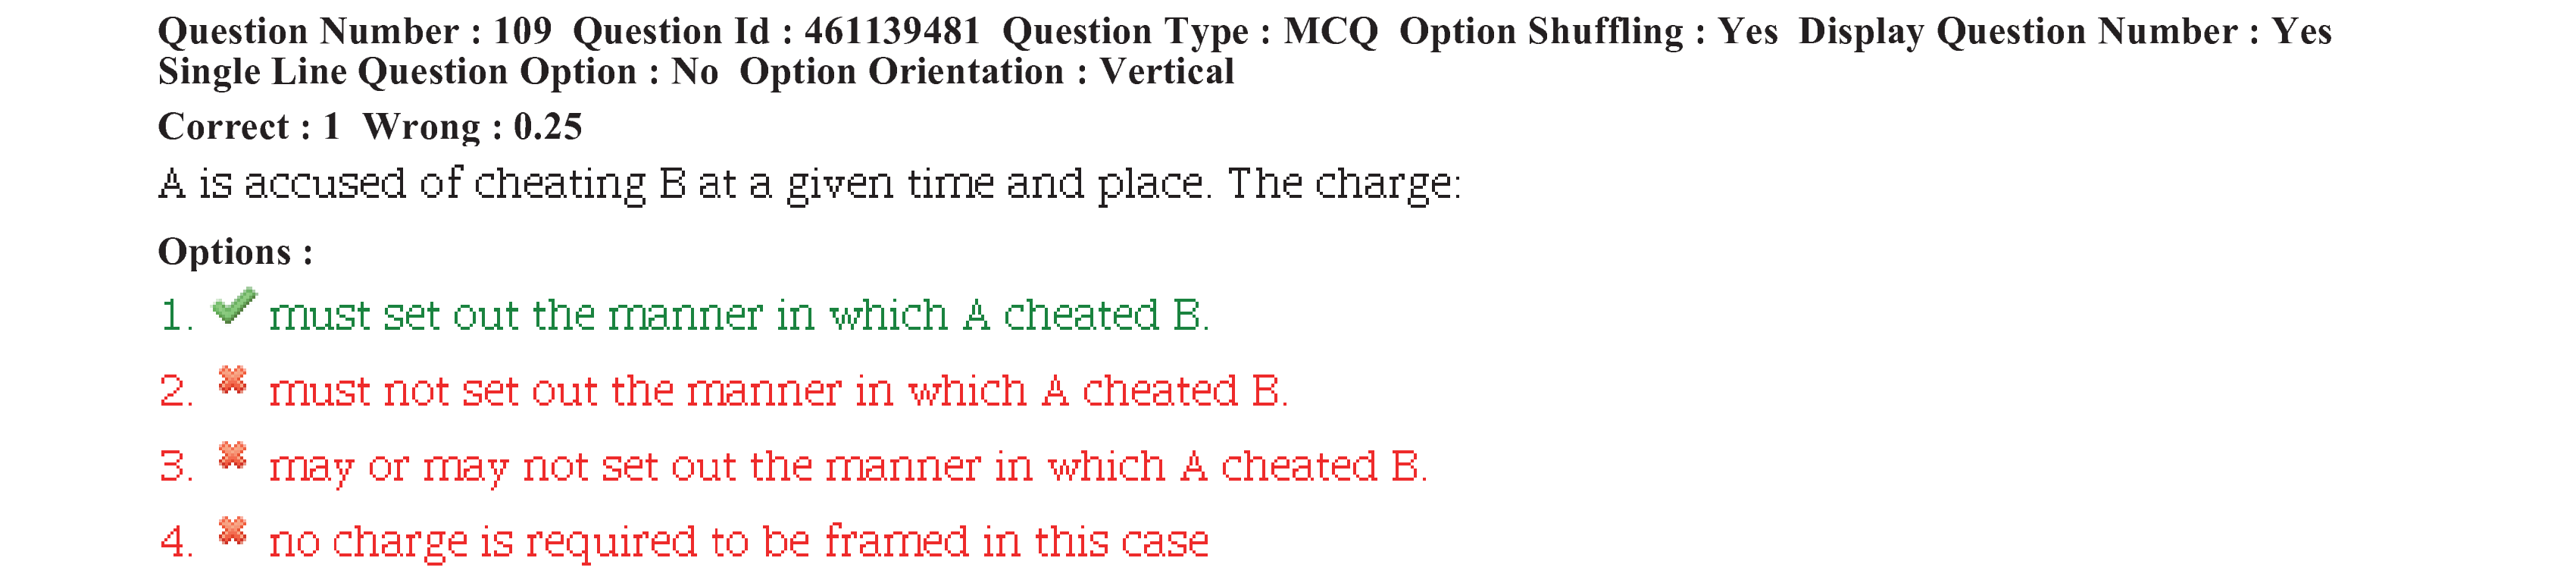 Question Number : 109 Question Id : 461139481 Question Type : MCQ Option Shuffling : Yes Display Question Number : Yes
Single Line Question Option : No Option Orientation : Vertical
Correct : 1 Wrong : 0.25
A is accused of cheating B at a given time and place. The charge:
Options :
1. must set out the manner in which A cheated B.
2. must not set out the manner in which A cheated B.
3. may or may not set out the manner in which A cheated B.
4. no charge is required to be framed in this case